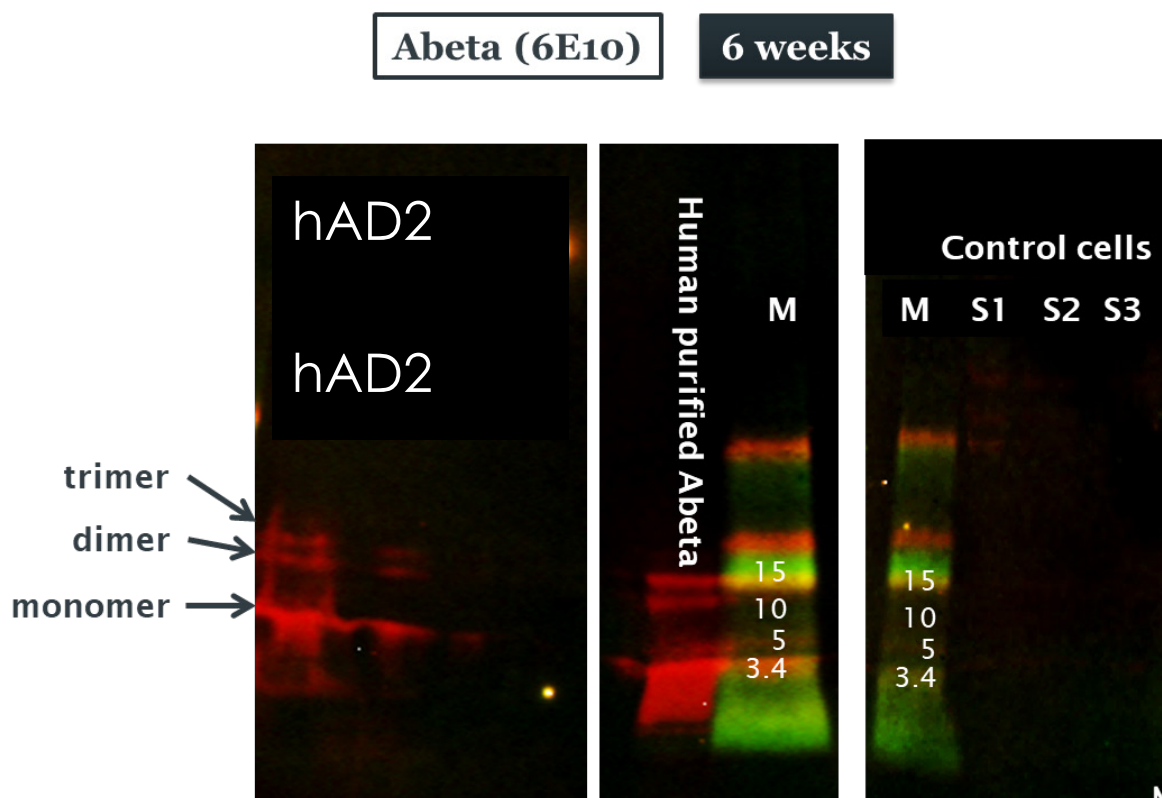 Abeta (6E10)
6 weeks
hAD2
hAD2
trimer
dimer
monomer
Human purified Abeta
M
15
10
5
3.4
Control cells
M S1 S2 S3
15
10
5
3.4